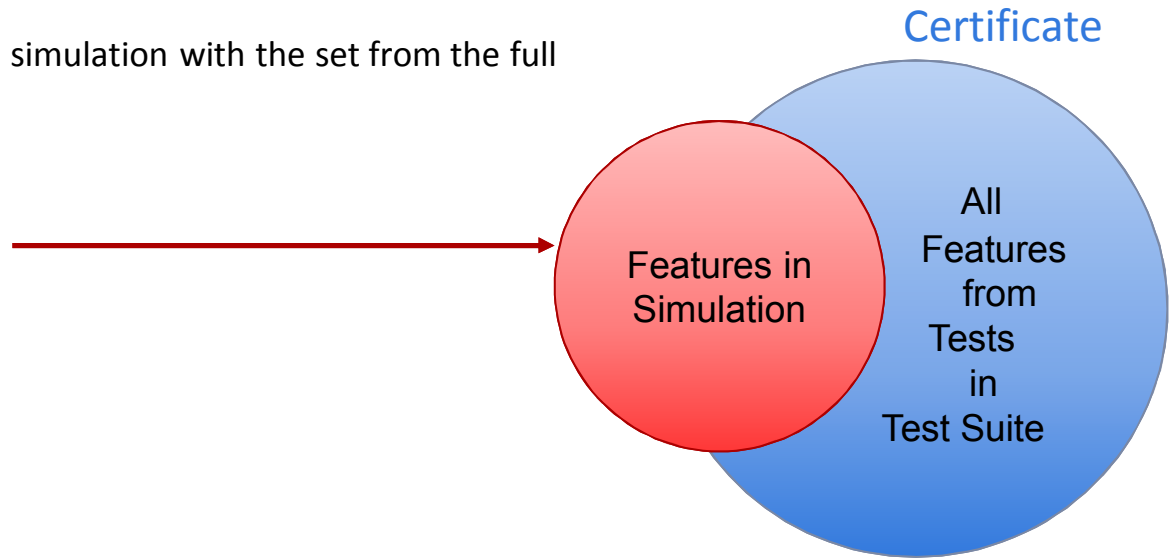 Certificate
simulation with the set from the full
Features in
Simulation
All
Features
from
Tests
in
Test Suite